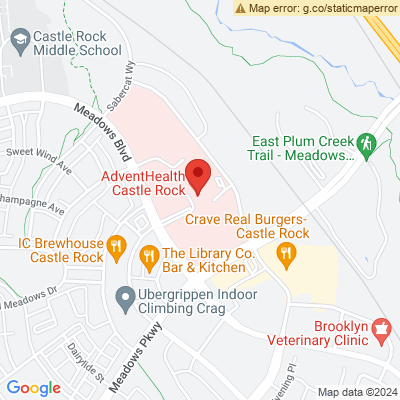 Map error: g.co/staticmaperror
Castle Rock
Middle School
Sabercat Wy
Meadows Blvd
Sweet Wind Ave
East Plum Creek
Trail - Meadows...
AdventHealth
Castle Rock
hampagne Ave
Crave Real Burgers-
Castle Rock
IC Brewhouse
Castle Rock
The Library Co.
Bar & Kitchen
Meadows Dr
Ubergrippen Indoor
Climbing Crag
Brooklyn
Veterinary Clinic
Dairylide St
Meadows Pkwy
evening Pl
Google
Map data ©2024